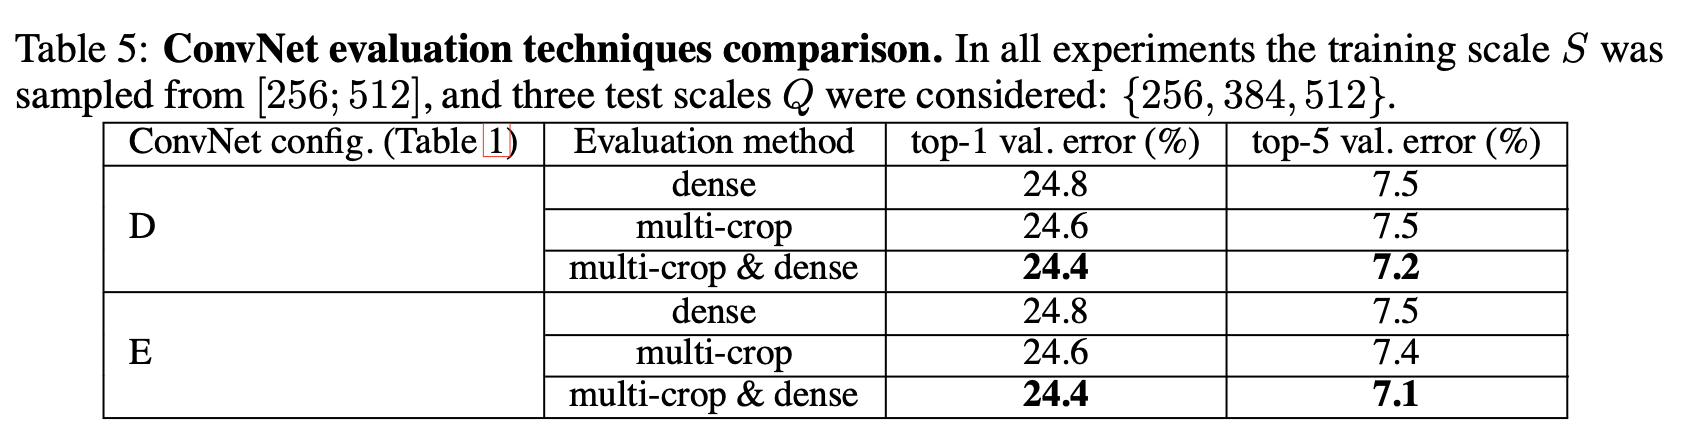 Table 5: ConvNet evaluation techniques comparison. In all experiments the training scale S was
sampled from [256; 512], and three test scales Q were considered: {256, 384, 512}.
ConvNet config. (Table 1) Evaluation method top-1 val. error (%) top-5 val. error (%)
D
dense 24.8 7.5
multi-crop 24.6 7.5
multi-crop & dense 24.4 7.2
E
dense 24.8 7.5
multi-crop 24.6 7.4
multi-crop & dense 24.4 7.1